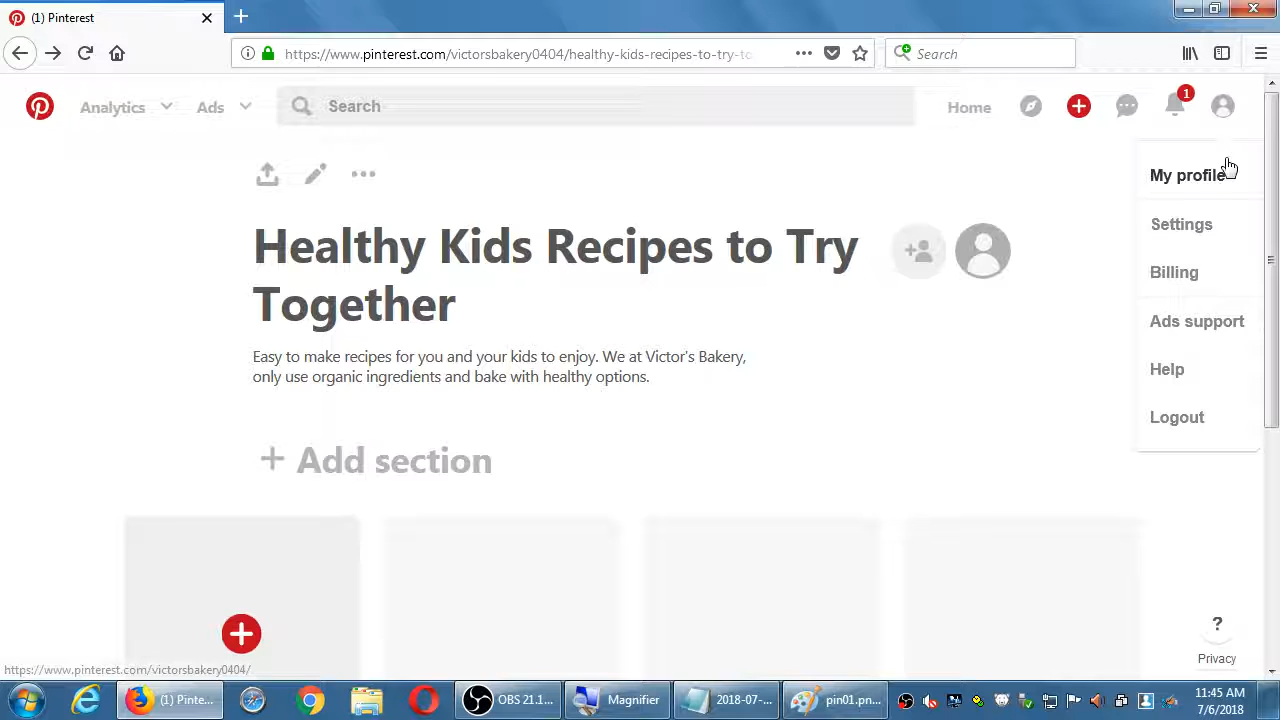 (1) Pinterest
https://www.pinterest.com/victorsbakery0404/healthy-kids-recipes-to-try-to
Search
Analytics
Ads
Search
Home
1
My profile
Settings
Billing
Ads support
Help
Logout
Healthy Kids Recipes to Try
Together
Easy to make recipes for you and your kids to enjoy. We at Victor's Bakery,
only use organic ingredients and bake with healthy options.
+ Add section
?
Privacy
https://www.pinterest.com/victorsbakery0404/
(1) Pinte...
OBS 21.1...
Magnifier
2018-07-...
pin01.pn...
11:45 AM
7/6/2018